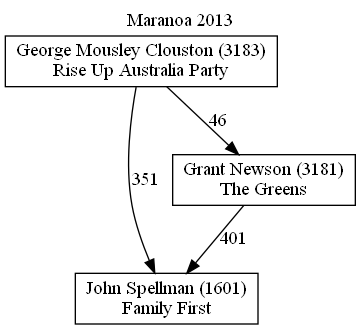 Maranoa 2013
George Mousley Clouston (3183)
Rise Up Australia Party
46
Grant Newson (3181)
The Greens
351
401
John Spellman (1601)
Family First